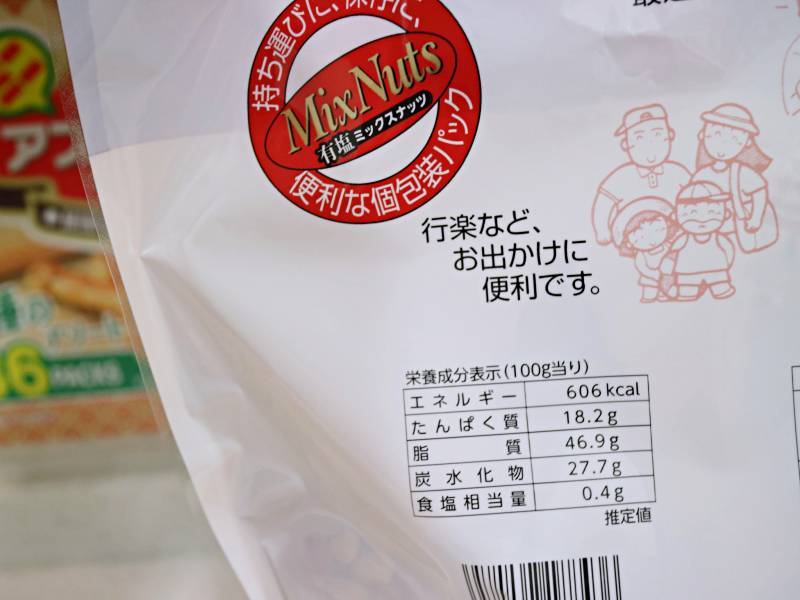 持ち運びに、保存に、
Mix Nuts
有塩ミックスナッツ
便利な個包装パック
行楽など、
お出かけに
便利です。
栄養成分表示(100g当り)
エネルギー 606kcal
たんぱく質 18.2g
脂質 46.9g
炭水化物 27.7g
食塩相当量 0.4g
推定値
PACKS